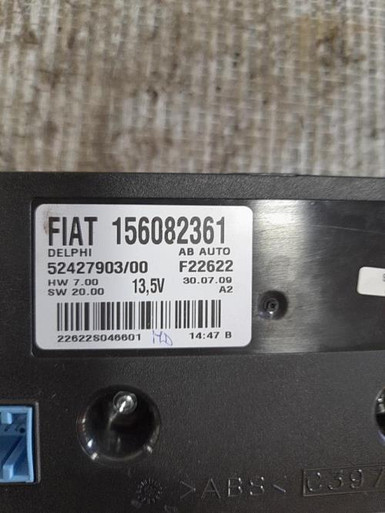 FIAT 156082361
DELPHI AB AUTO
52427903/00 F22622
HW 7.00 13,5V 30.07.09
SW 20.00 A2
22622S046601 14:47 B
>ABS<